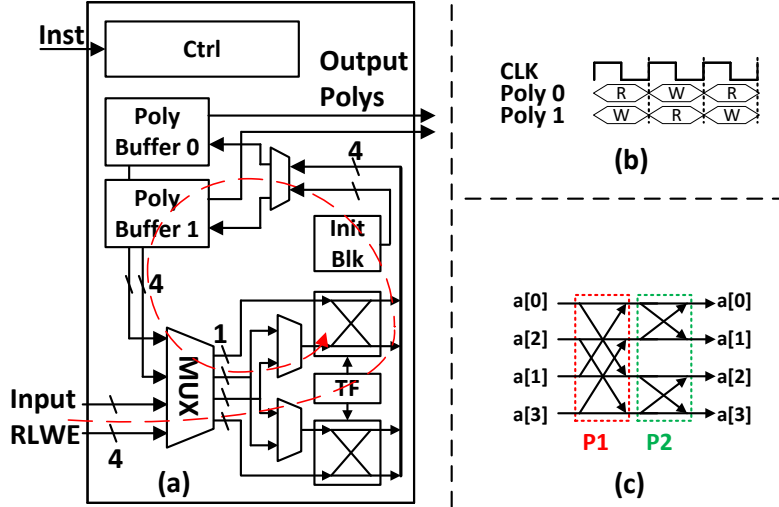 Inst
Ctrl
Output
Polys
Poly
Buffer 0
4
Poly
Buffer 1
Init
Blk
4
1
MUX
TF
Input
RLWE
4
(a)
CLK
Poly 0 R W R
Poly 1 W R W
(b)
a[0] a[0]
a[2] a[1]
a[1] a[2]
a[3] a[3]
P1 P2
(c)